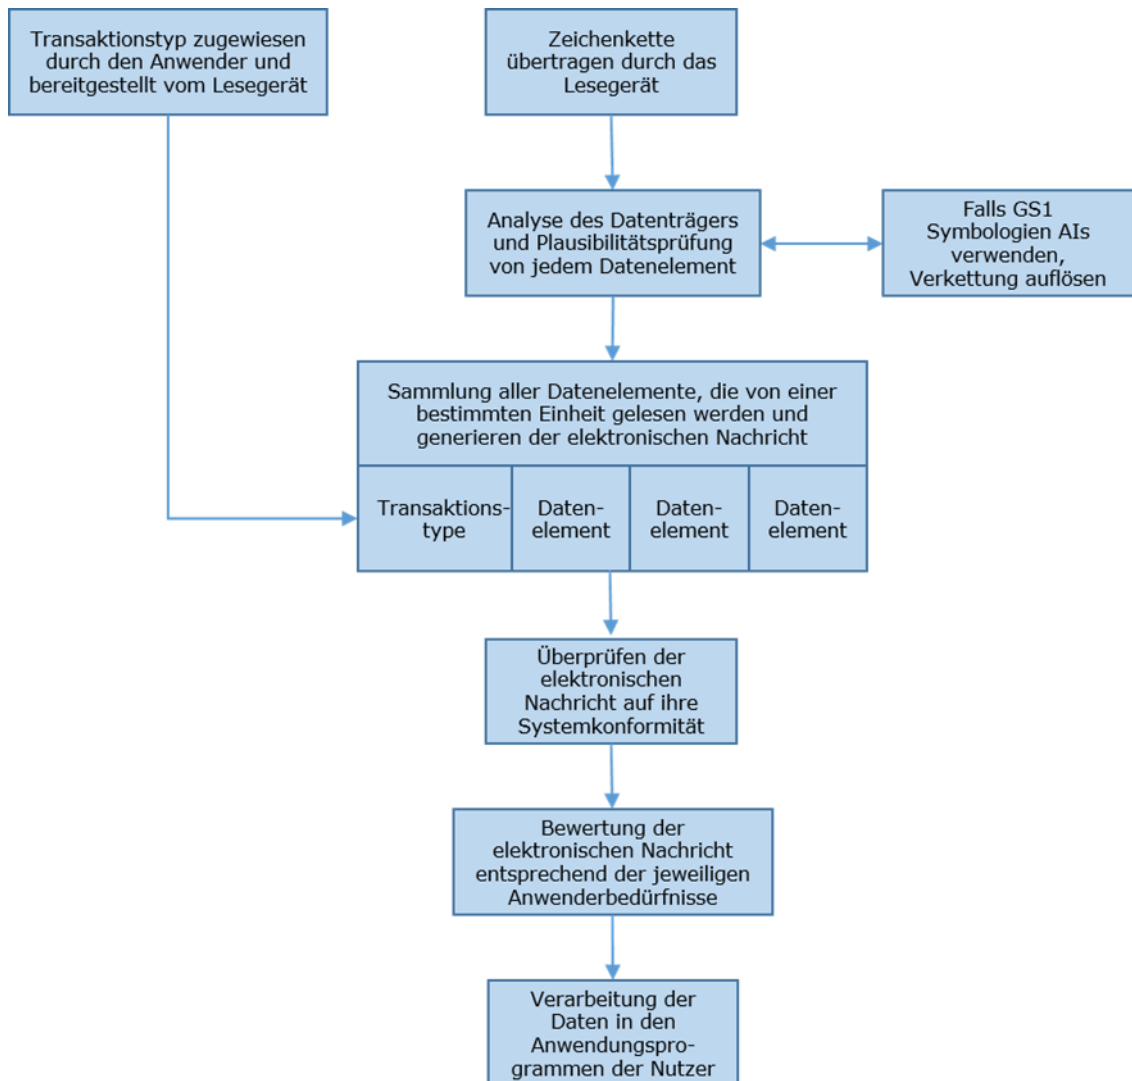 Transaktionstyp zugewiesen
durch den Anwender und
bereitgestellt vom Lesegerät
Zeichenkette
übertragen durch das
Lesegerät
Analyse des Datenträgers
und Plausibilitätsprüfung
von jedem Datenelement
Falls GS1
Symbologien AIs
verwenden,
Verkettung auflösen
Sammlung aller Datenelemente, die von einer
bestimmten Einheit gelesen werden und
generieren der elektronischen Nachricht
Transaktions-
type
Daten-
element
Daten-
element
Daten-
element
Überprüfen der
elektronischen
Nachricht auf ihre
Systemkonformität
Bewertung der
elektronischen Nachricht
entsprechend der jeweiligen
Anwenderbedürfnisse
Verarbeitung der
Daten in den
Anwendungspro-
grammen der Nutzer